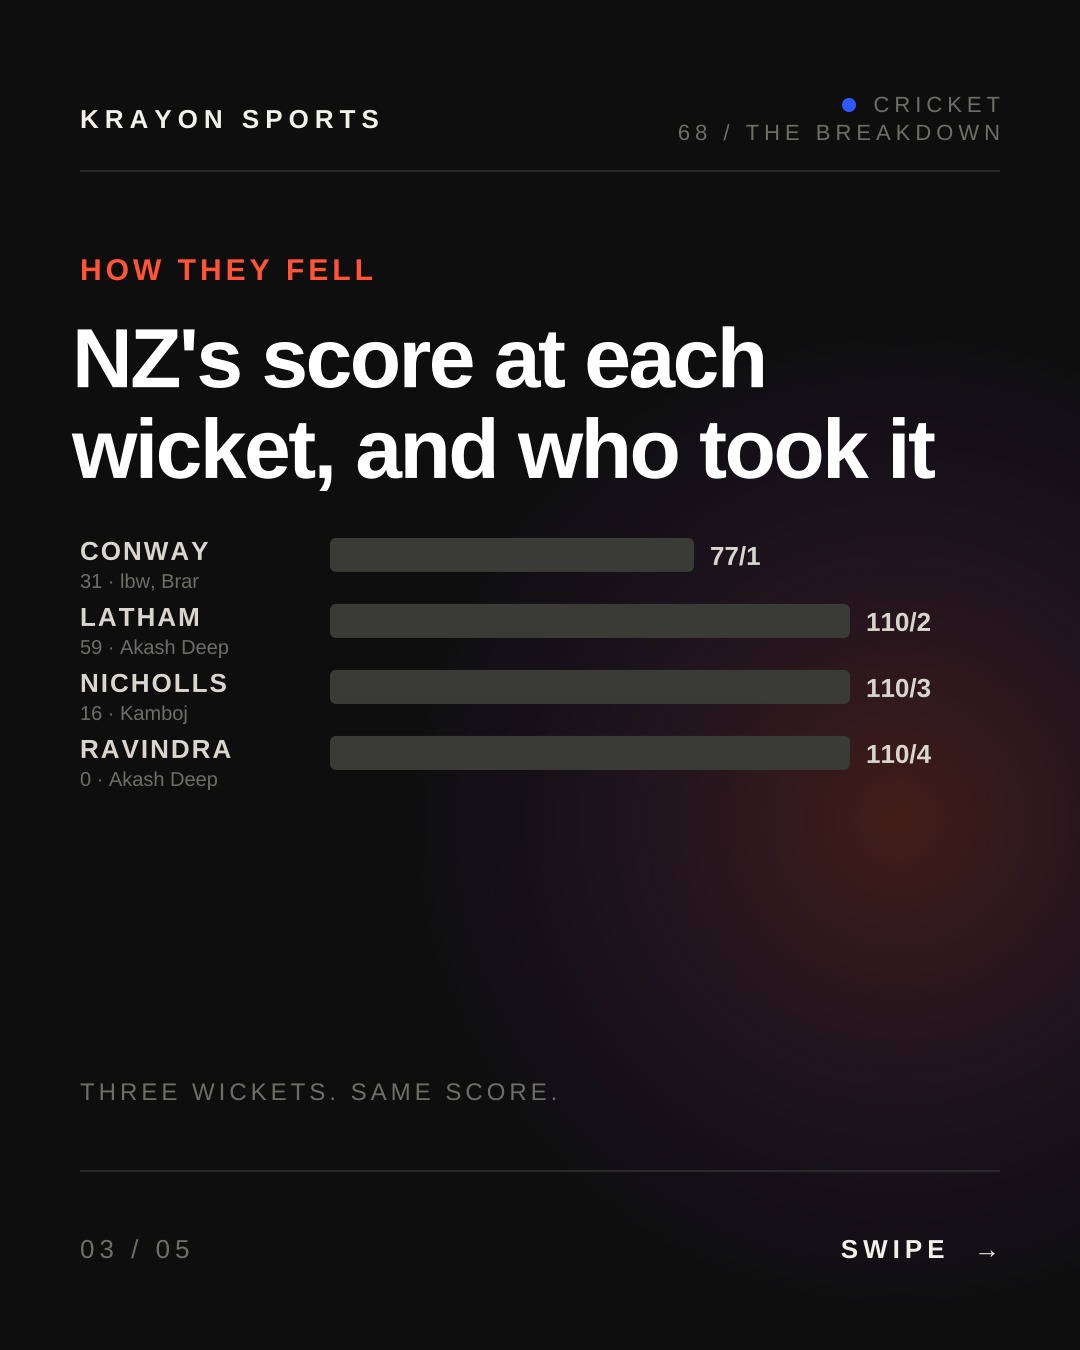 KRAYON SPORTS
CRICKET
68 / THE BREAKDOWN
HOW THEY FELL
NZ's score at each
wicket, and who took it
CONWAY
77/1
31 · lbw, Brar
LATHAM
110/2
59 · Akash Deep
NICHOLLS
110/3
16 · Kamboj
RAVINDRA
110/4
0 · Akash Deep
THREE WICKETS. SAME SCORE.
03 / 05
SWIPE →